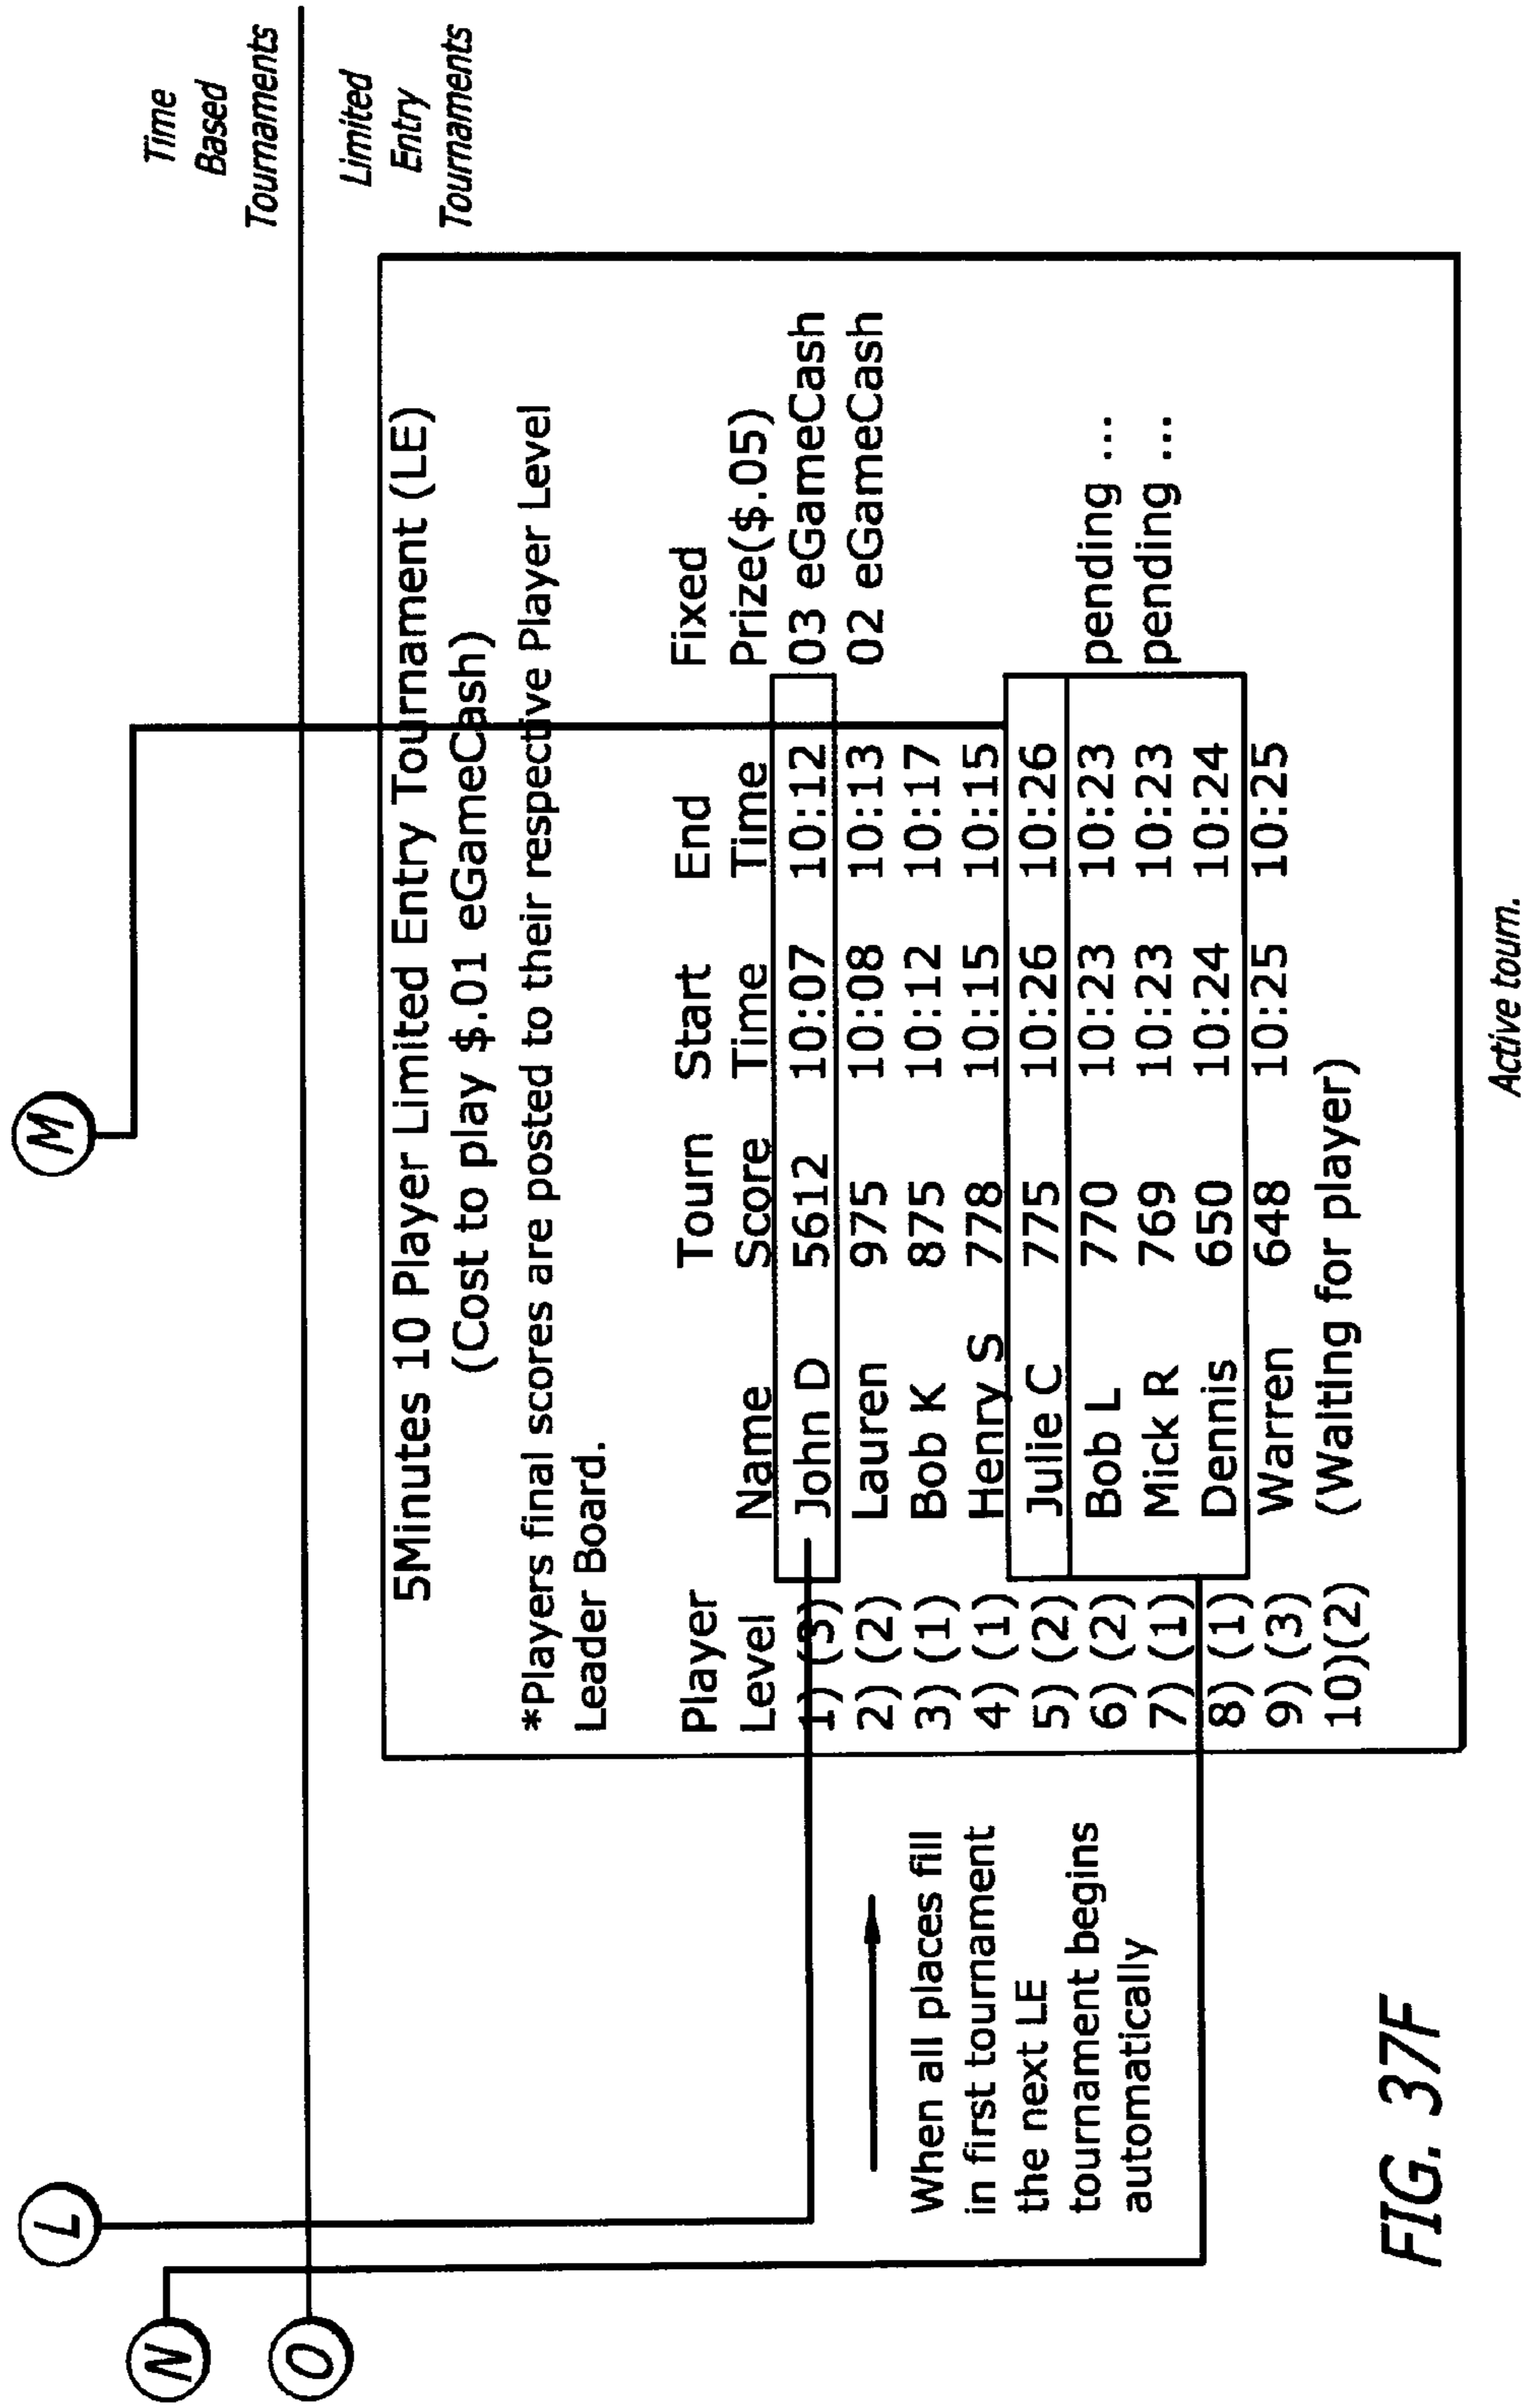 M
L
N
O
Time
Based
Tournaments
Limited
Entry
Tournaments
5Minutes 10 Player Limited Entry Tournament (LE)
(Cost to play $.01 eGameCash)
*Players final scores are posted to their respective Player Level
Leader Board.
Player Tourn Start End Fixed
Level Name Score Time Time Prize($.05)
1) (3) John D 5612 10:07 10:12 03 eGameCash
2) (2) Lauren 975 10:08 10:13 02 eGameCash
3) (1) Bob K 875 10:12 10:17
4) (1) Henry S 778 10:15 10:15
5) (2) Julie C 775 10:26 10:26
6) (2) Bob L 770 10:23 10:23 pending ...
7) (1) Mick R 769 10:23 10:23 pending ...
8) (1) Dennis 650 10:24 10:24
9) (3) Warren 648 10:25 10:25
10)(2) (Waiting for player)
When all places fill
in first tournament
the next LE
tournament begins
automatically
Active tourn.
FIG. 37F